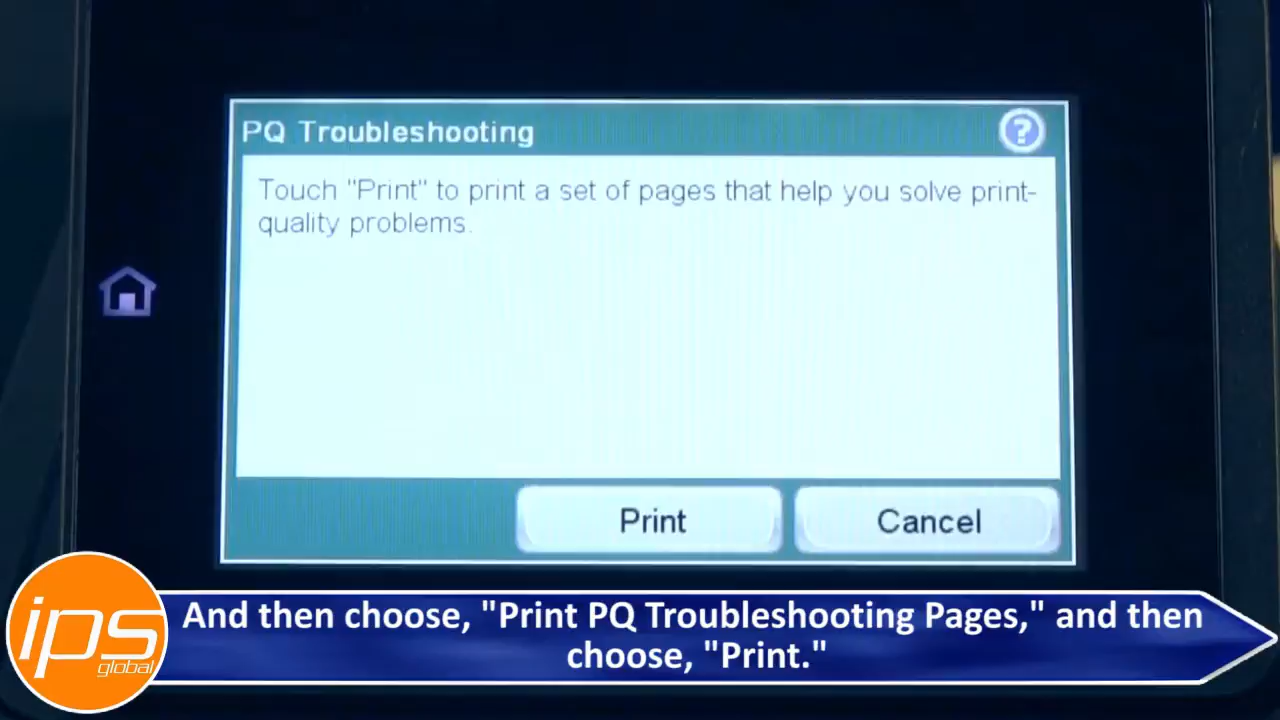 PQ Troubleshooting
?
Touch "Print" to print a set of pages that help you solve print-
quality problems.
Print
Cancel
ips
global
And then choose, "Print PQ Troubleshooting Pages," and then
choose, "Print."